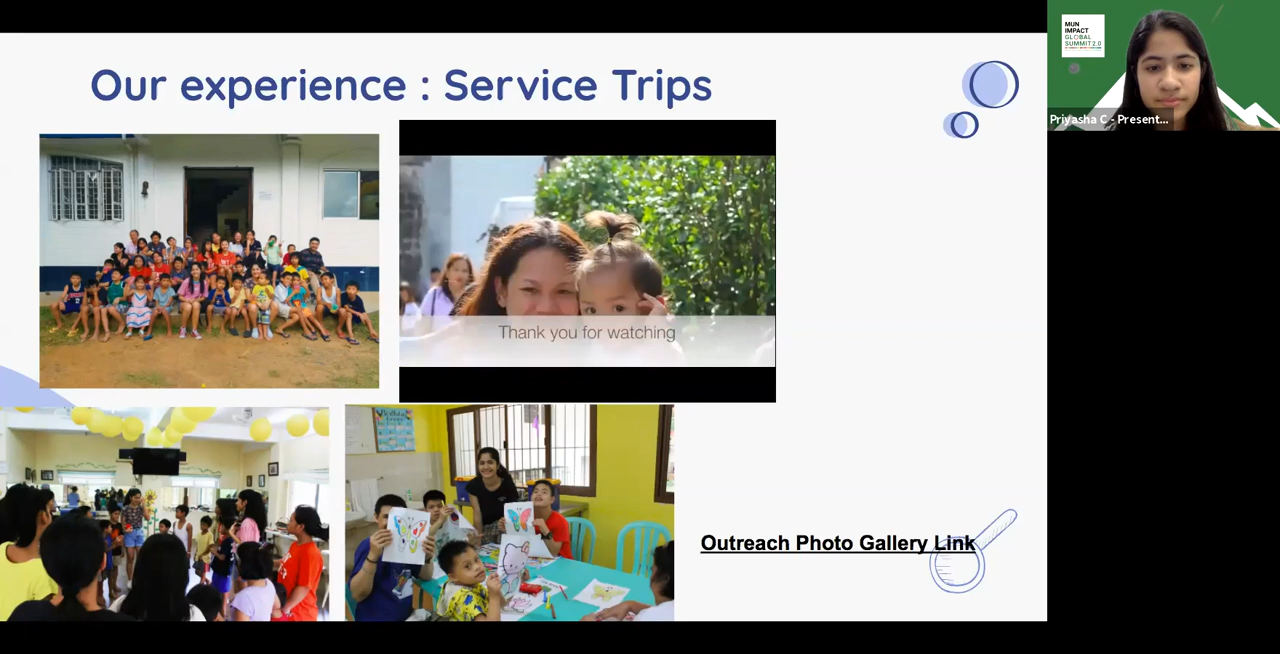 Our experience : Service Trips
MUN
IMPACT
GLOBAL
SUMMIT 2.0
Priyasha C - Present...
Thank you for watching
Outreach Photo Gallery Link